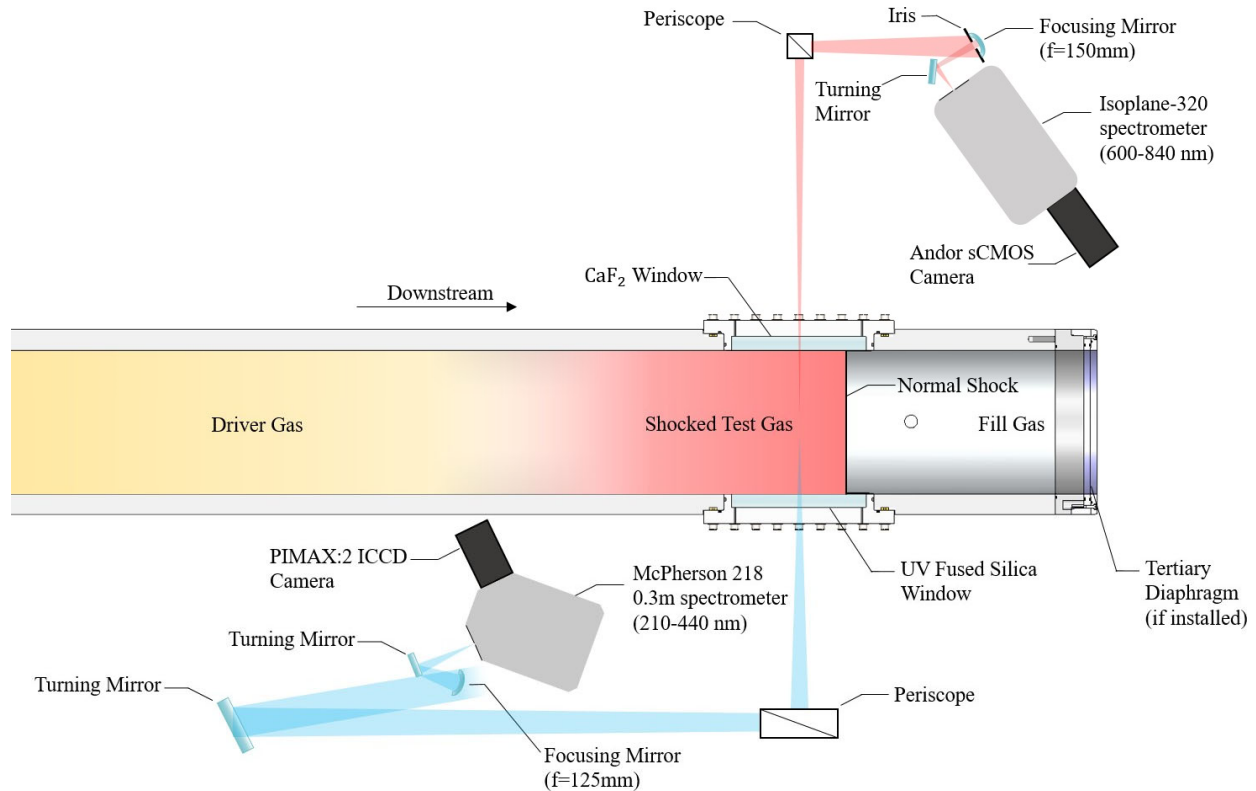 Periscope
Iris
Focusing Mirror
(f=150mm)
Turning
Mirror
Isoplane-320
spectrometer
(600-840 nm)
Andor sCMOS
Camera
CaF₂ Window
Downstream
Normal Shock
Driver Gas
Shocked Test Gas
Fill Gas
PIMAX:2 ICCD
Camera
McPherson 218
0.3m spectrometer
(210-440 nm)
UV Fused Silica
Window
Tertiary
Diaphragm
(if installed)
Turning Mirror
Turning Mirror
Periscope
Focusing Mirror
(f=125mm)